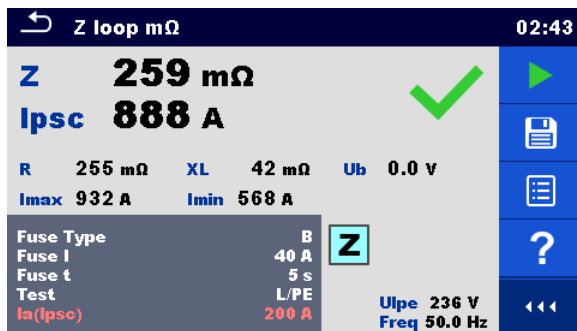 Z loop mΩ 02:43
Z 259 mΩ
Ipsc 888 A
R 255 mΩ XL 42 mΩ Ub 0.0 V
Imax 932 A Imin 568 A
Fuse Type B
Fuse I 40 A
Fuse t 5 s
Test L/PE
Ia(Ipsc) 200 A
Z
Ulpe 236 V
Freq 50.0 Hz
?